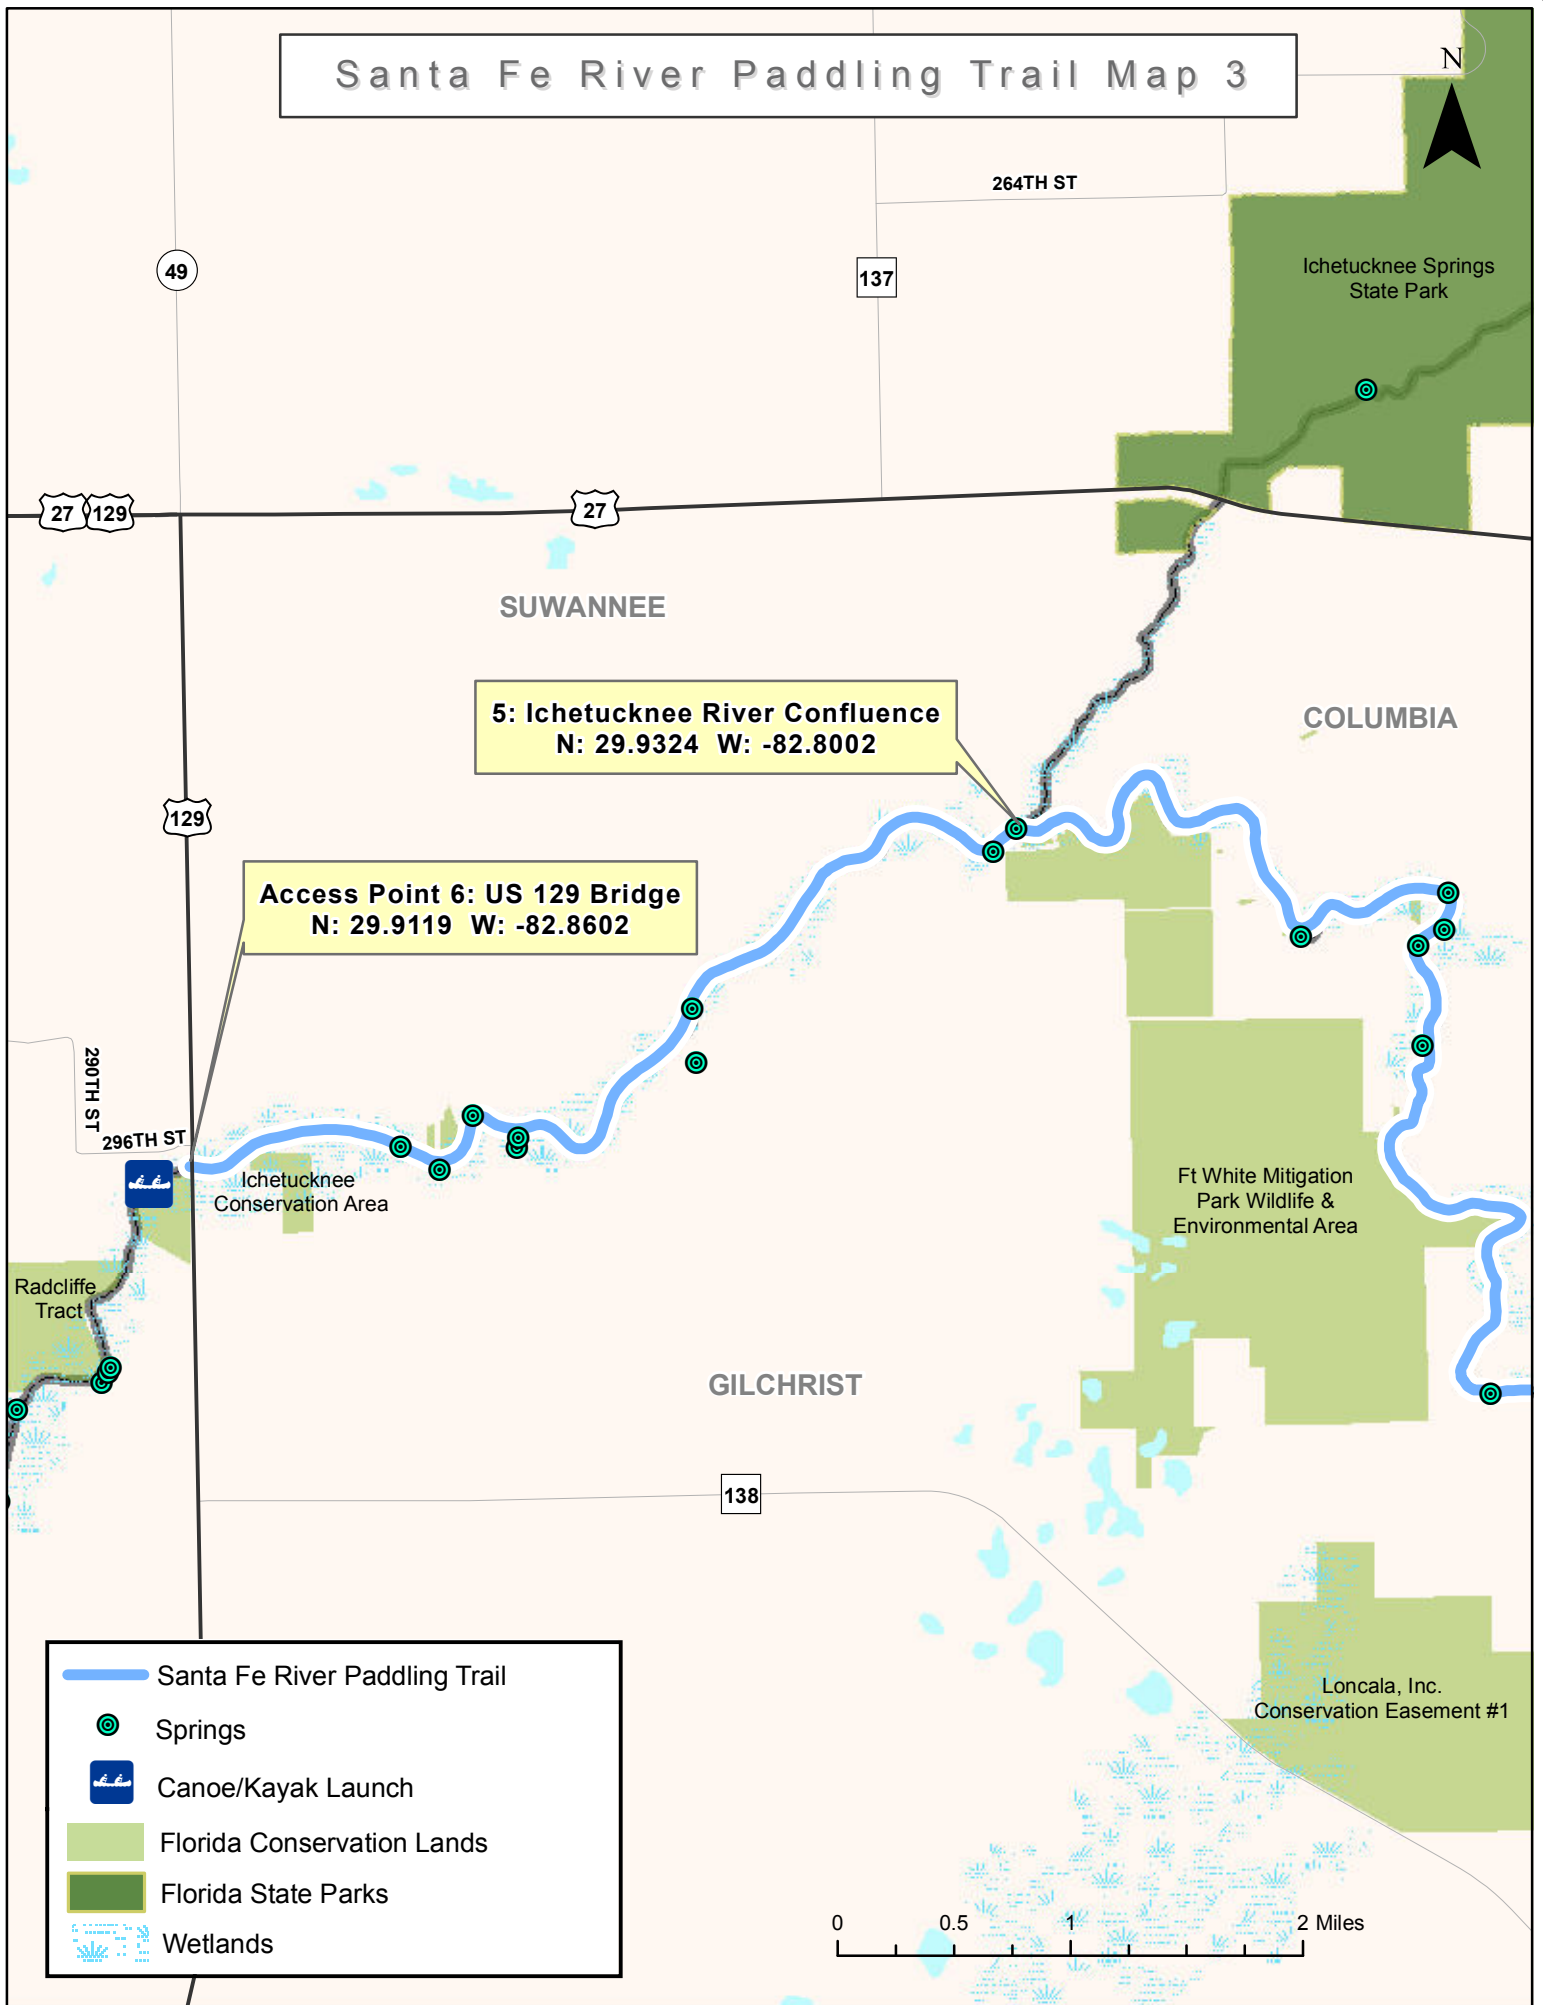 Santa Fe River Paddling Trail Map 3
N
264TH ST
49
137
Ichetucknee Springs
State Park
27
129
27
SUWANNEE
5: Ichetucknee River Confluence
N: 29.9324 W: -82.8002
COLUMBIA
129
Access Point 6: US 129 Bridge
N: 29.9119 W: -82.8602
290TH ST
296TH ST
Ichetucknee
Conservation Area
Ft White Mitigation
Park Wildlife &
Environmental Area
Radcliffe
Tract
GILCHRIST
138
Loncala, Inc.
Conservation Easement #1
Santa Fe River Paddling Trail
Springs
Canoe/Kayak Launch
Florida Conservation Lands
Florida State Parks
Wetlands
0 0.5 1 2 Miles